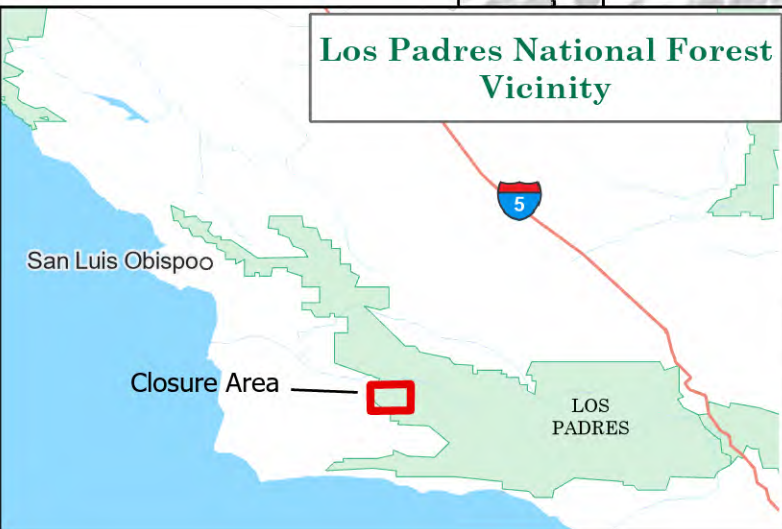 Los Padres National Forest
Vicinity
5
San Luis Obispo
Closure Area
LOS
PADRES